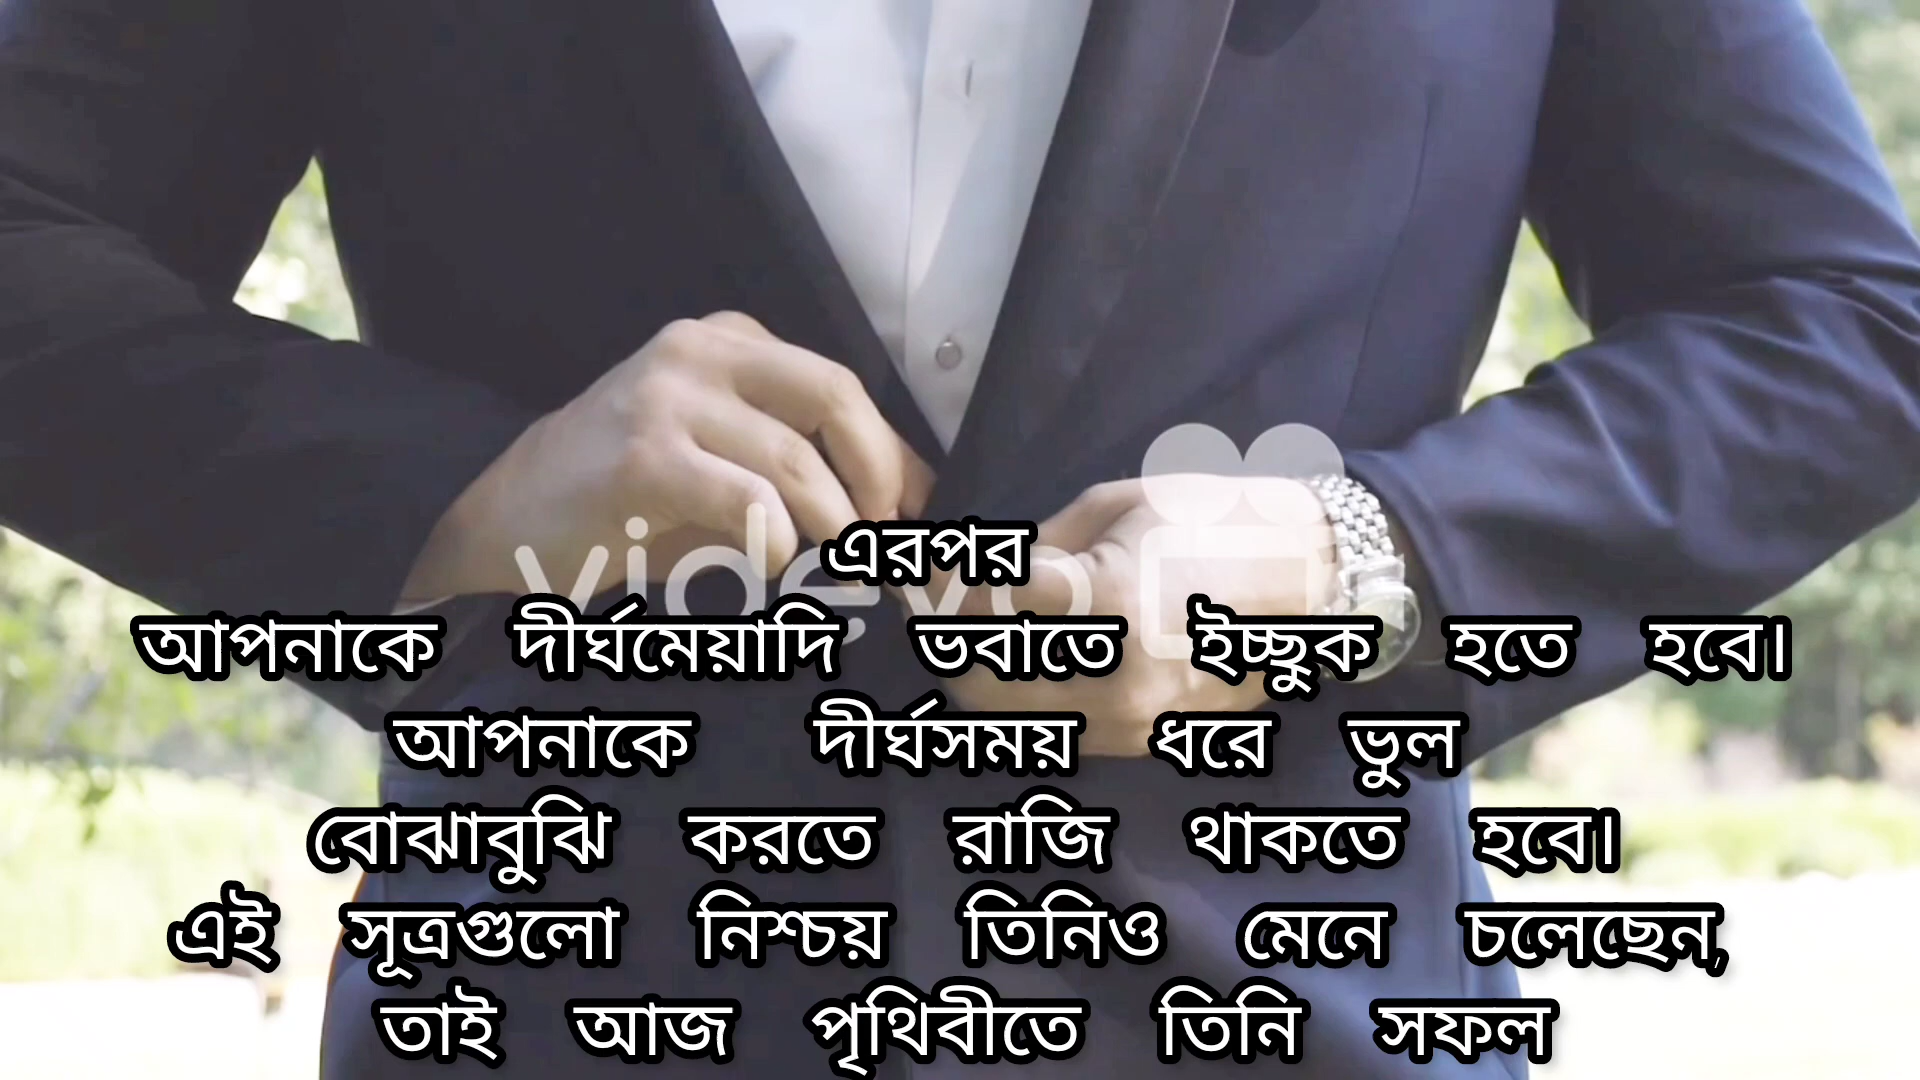 videvo
এরপর
আপনাকে দীর্ঘমেয়াদি ভবাতে ইচ্ছুক হতে হবে।
আপনাকে দীর্ঘসময় ধরে ভুল
বোঝাবুঝি করতে রাজি থাকতে হবে।
এই সূত্রগুলো নিশ্চয় তিনিও মেনে চলেছেন,
তাই আজ পৃথিবীতে তিনি সফল